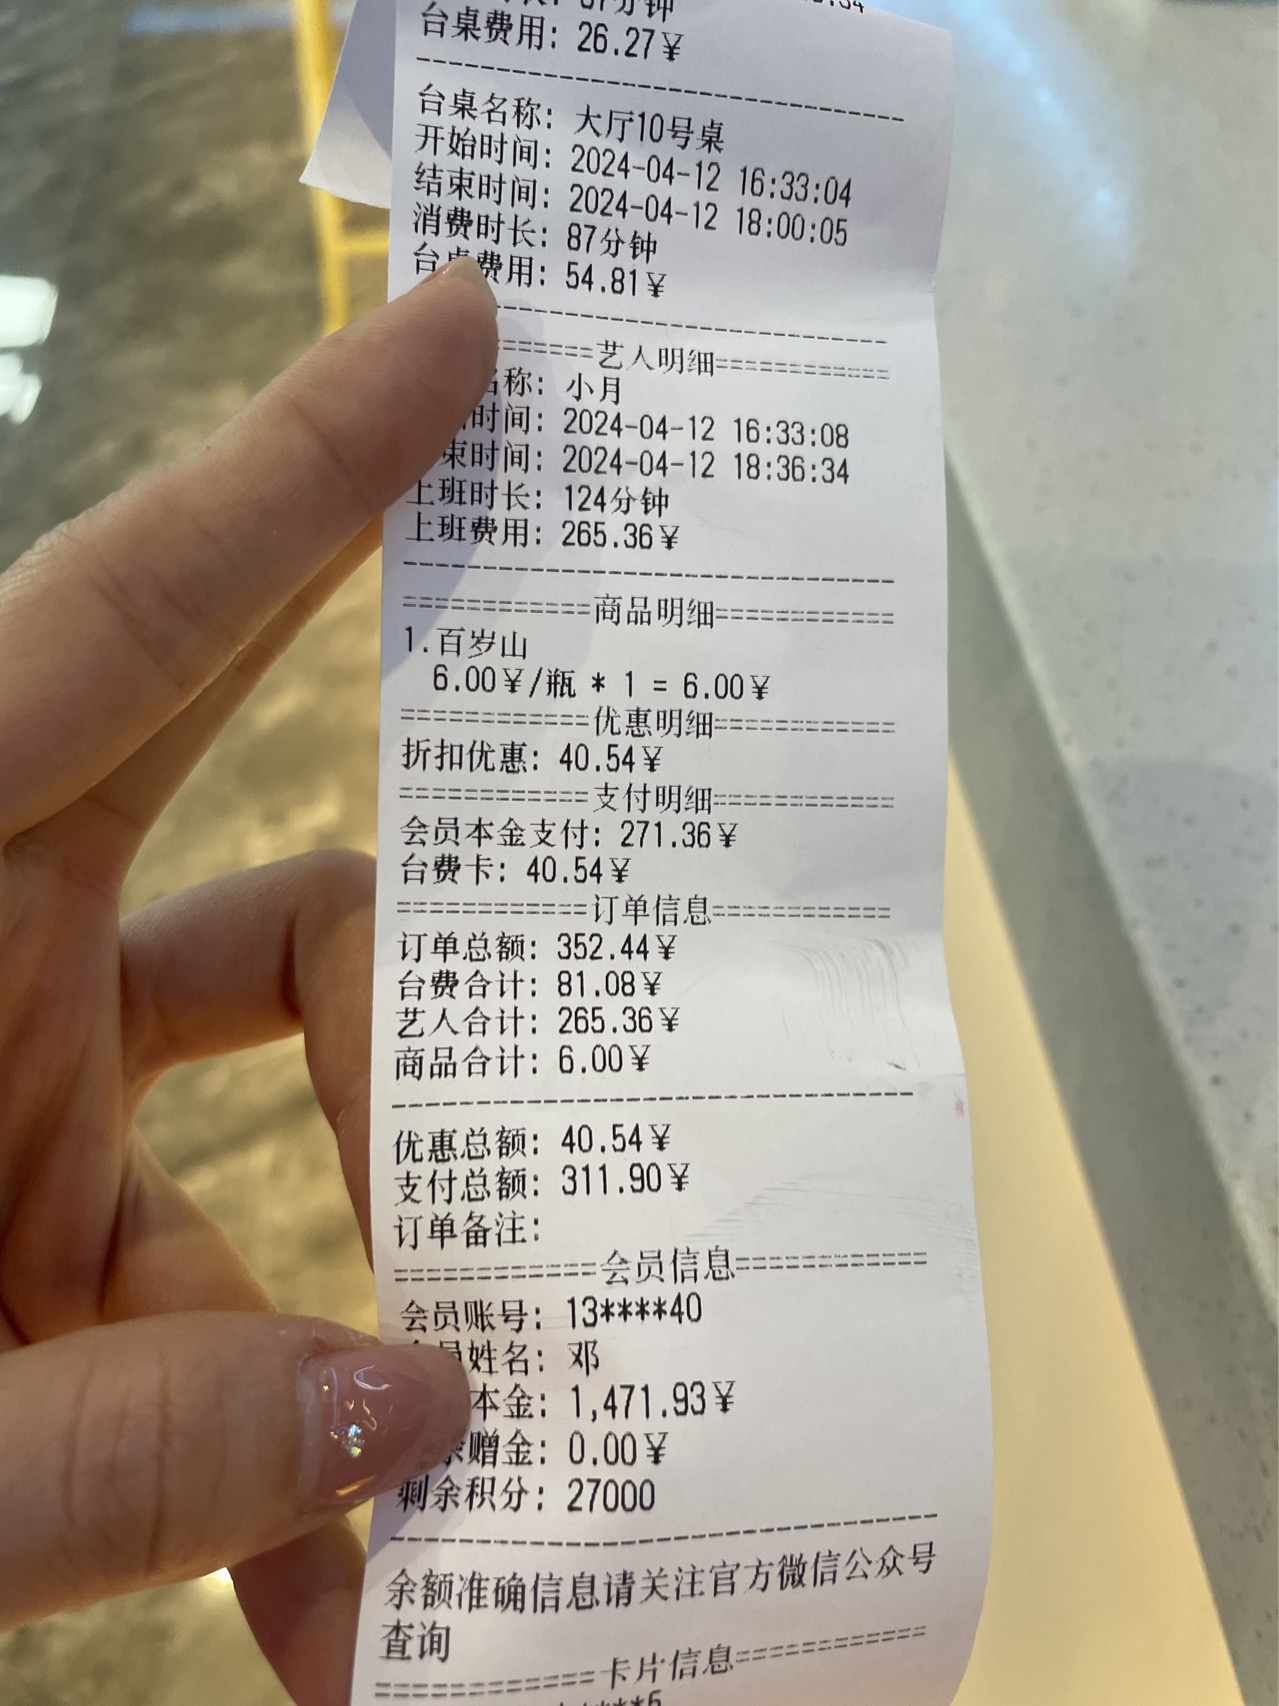 台桌费用: 26.27¥
--------------------------------
台桌名称: 大厅10号桌
开始时间: 2024-04-12 16:33:04
结束时间: 2024-04-12 18:00:05
消费时长: 87分钟
台桌费用: 54.81¥
--------------------------------
============艺人明细============
名称: 小月
时间: 2024-04-12 16:33:08
束时间: 2024-04-12 18:36:34
上班时长: 124分钟
上班费用: 265.36¥
--------------------------------
============商品明细============
1.百岁山
6.00¥/瓶 * 1 = 6.00¥
============优惠明细============
折扣优惠: 40.54¥
============支付明细============
会员本金支付: 271.36¥
台费卡: 40.54¥
============订单信息============
订单总额: 352.44¥
台费合计: 81.08¥
艺人合计: 265.36¥
商品合计: 6.00¥
--------------------------------
优惠总额: 40.54¥
支付总额: 311.90¥
订单备注:
============会员信息============
会员账号: 13****40
员姓名: 邓
本金: 1,471.93¥
余赠金: 0.00¥
剩余积分: 27000
--------------------------------
余额准确信息请关注官方微信公众号
查询
============卡片信息============